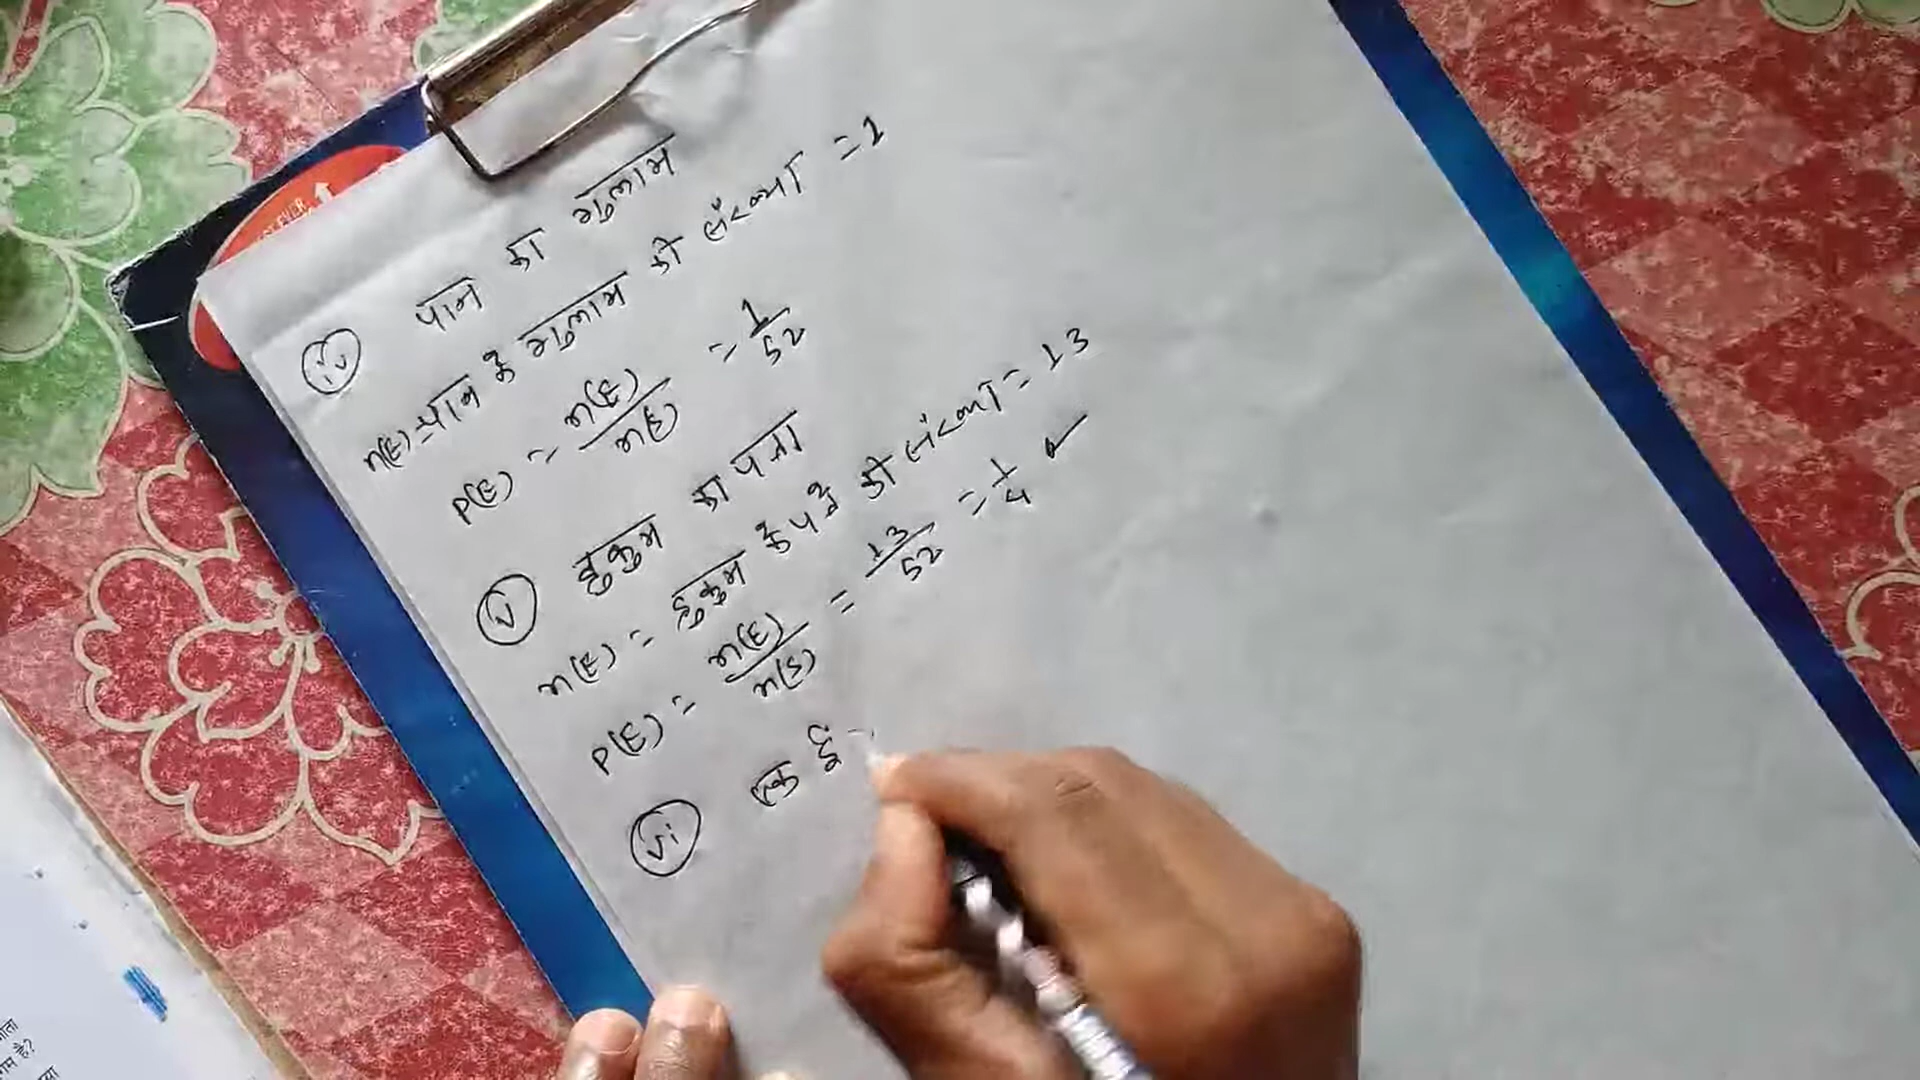 (iv) पान का गुलाम
n(E) = पान के गुलाम की संख्या = 1
P(E) = n(E)/n(S) = 1/52
(v) हुकुम का पत्ता
n(E) = हुकुम के पत्ते की संख्या = 13
P(E) = n(E)/n(S) = 13/52 = 1/4 ✓
(vi) एक ईं